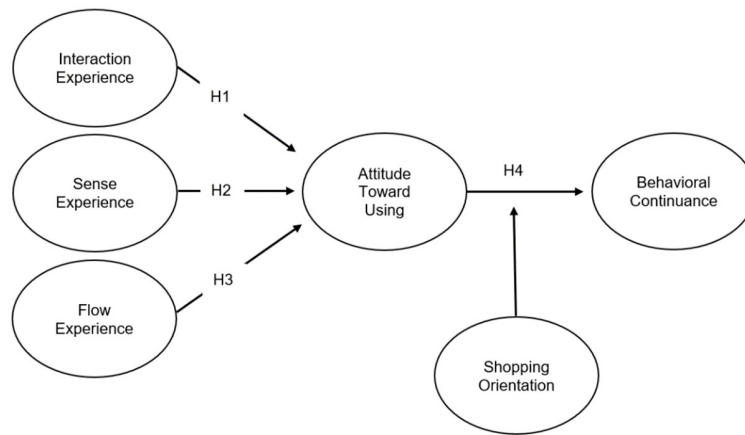 Interaction
Experience
H1
Sense
Experience
H2
Flow
Experience
H3
Attitude
Toward
Using
H4
Behavioral
Continuance
Shopping
Orientation